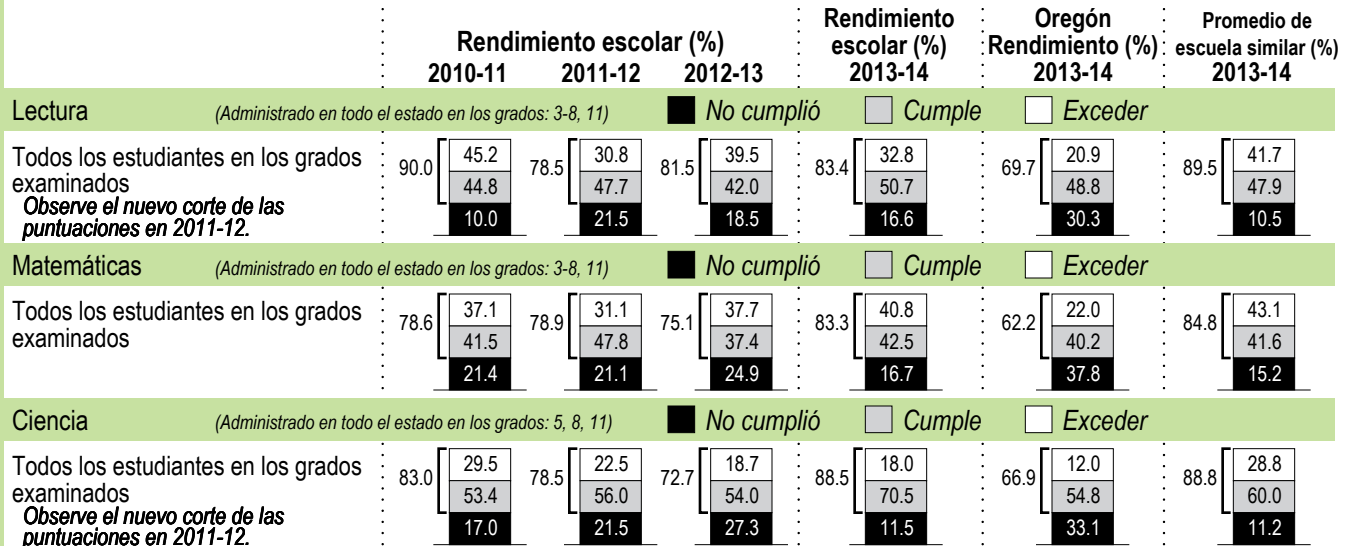 Rendimiento escolar (%)
2010-11 2011-12 2012-13
Rendimiento
escolar (%)
2013-14
Oregón
Rendimiento (%)
2013-14
Promedio de
escuela similar (%)
2013-14
Lectura (Administrado en todo el estado en los grados: 3-8, 11) No cumplió Cumple Exceder
Todos los estudiantes en los grados
examinados
Observe el nuevo corte de las
puntuaciones en 2011-12.
90.0 45.2 44.8 10.0
78.5 30.8 47.7 21.5
81.5 39.5 42.0 18.5
83.4 32.8 50.7 16.6
69.7 20.9 48.8 30.3
89.5 41.7 47.9 10.5
Matemáticas (Administrado en todo el estado en los grados: 3-8, 11) No cumplió Cumple Exceder
Todos los estudiantes en los grados
examinados
78.6 37.1 41.5 21.4
78.9 31.1 47.8 21.1
75.1 37.7 37.4 24.9
83.3 40.8 42.5 16.7
62.2 22.0 40.2 37.8
84.8 43.1 41.6 15.2
Ciencia (Administrado en todo el estado en los grados: 5, 8, 11) No cumplió Cumple Exceder
Todos los estudiantes en los grados
examinados
Observe el nuevo corte de las
puntuaciones en 2011-12.
83.0 29.5 53.4 17.0
78.5 22.5 56.0 21.5
72.7 18.7 54.0 27.3
88.5 18.0 70.5 11.5
66.9 12.0 54.8 33.1
88.8 28.8 60.0 11.2